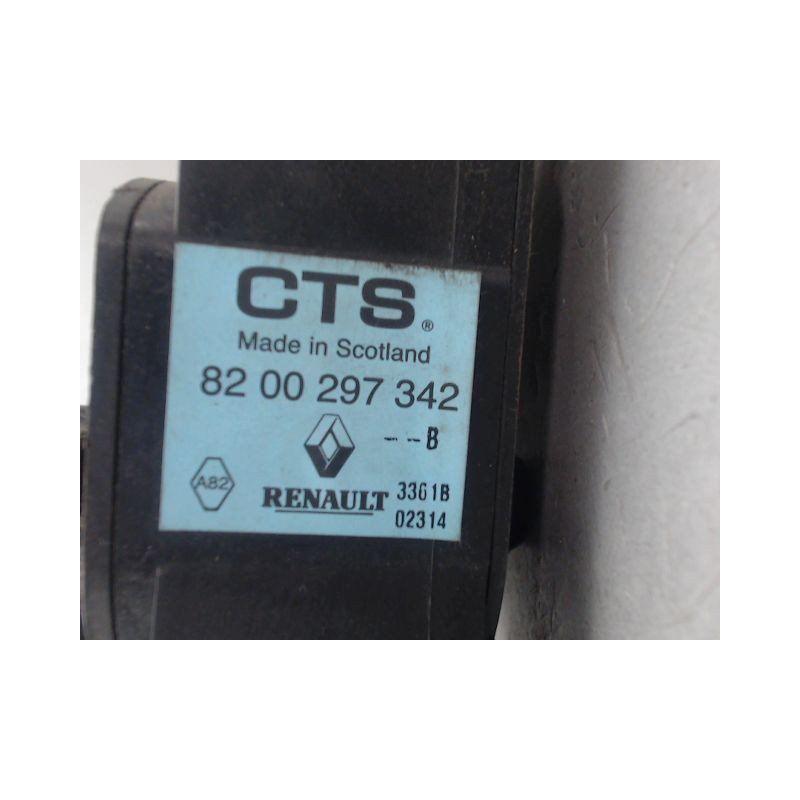 CTS®
Made in Scotland
82 00 297 342
--B
A82
RENAULT
3361B
02314